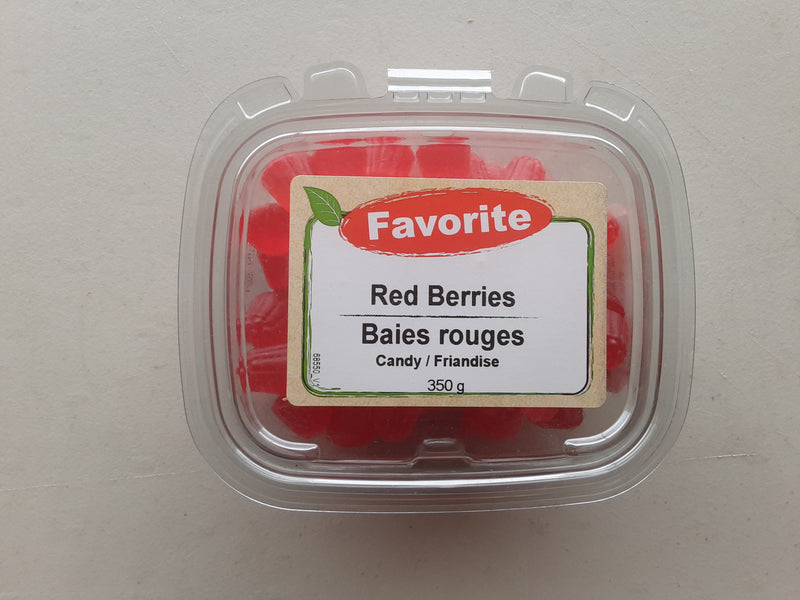 Favorite
Red Berries
Baies rouges
Candy / Friandise
350 g